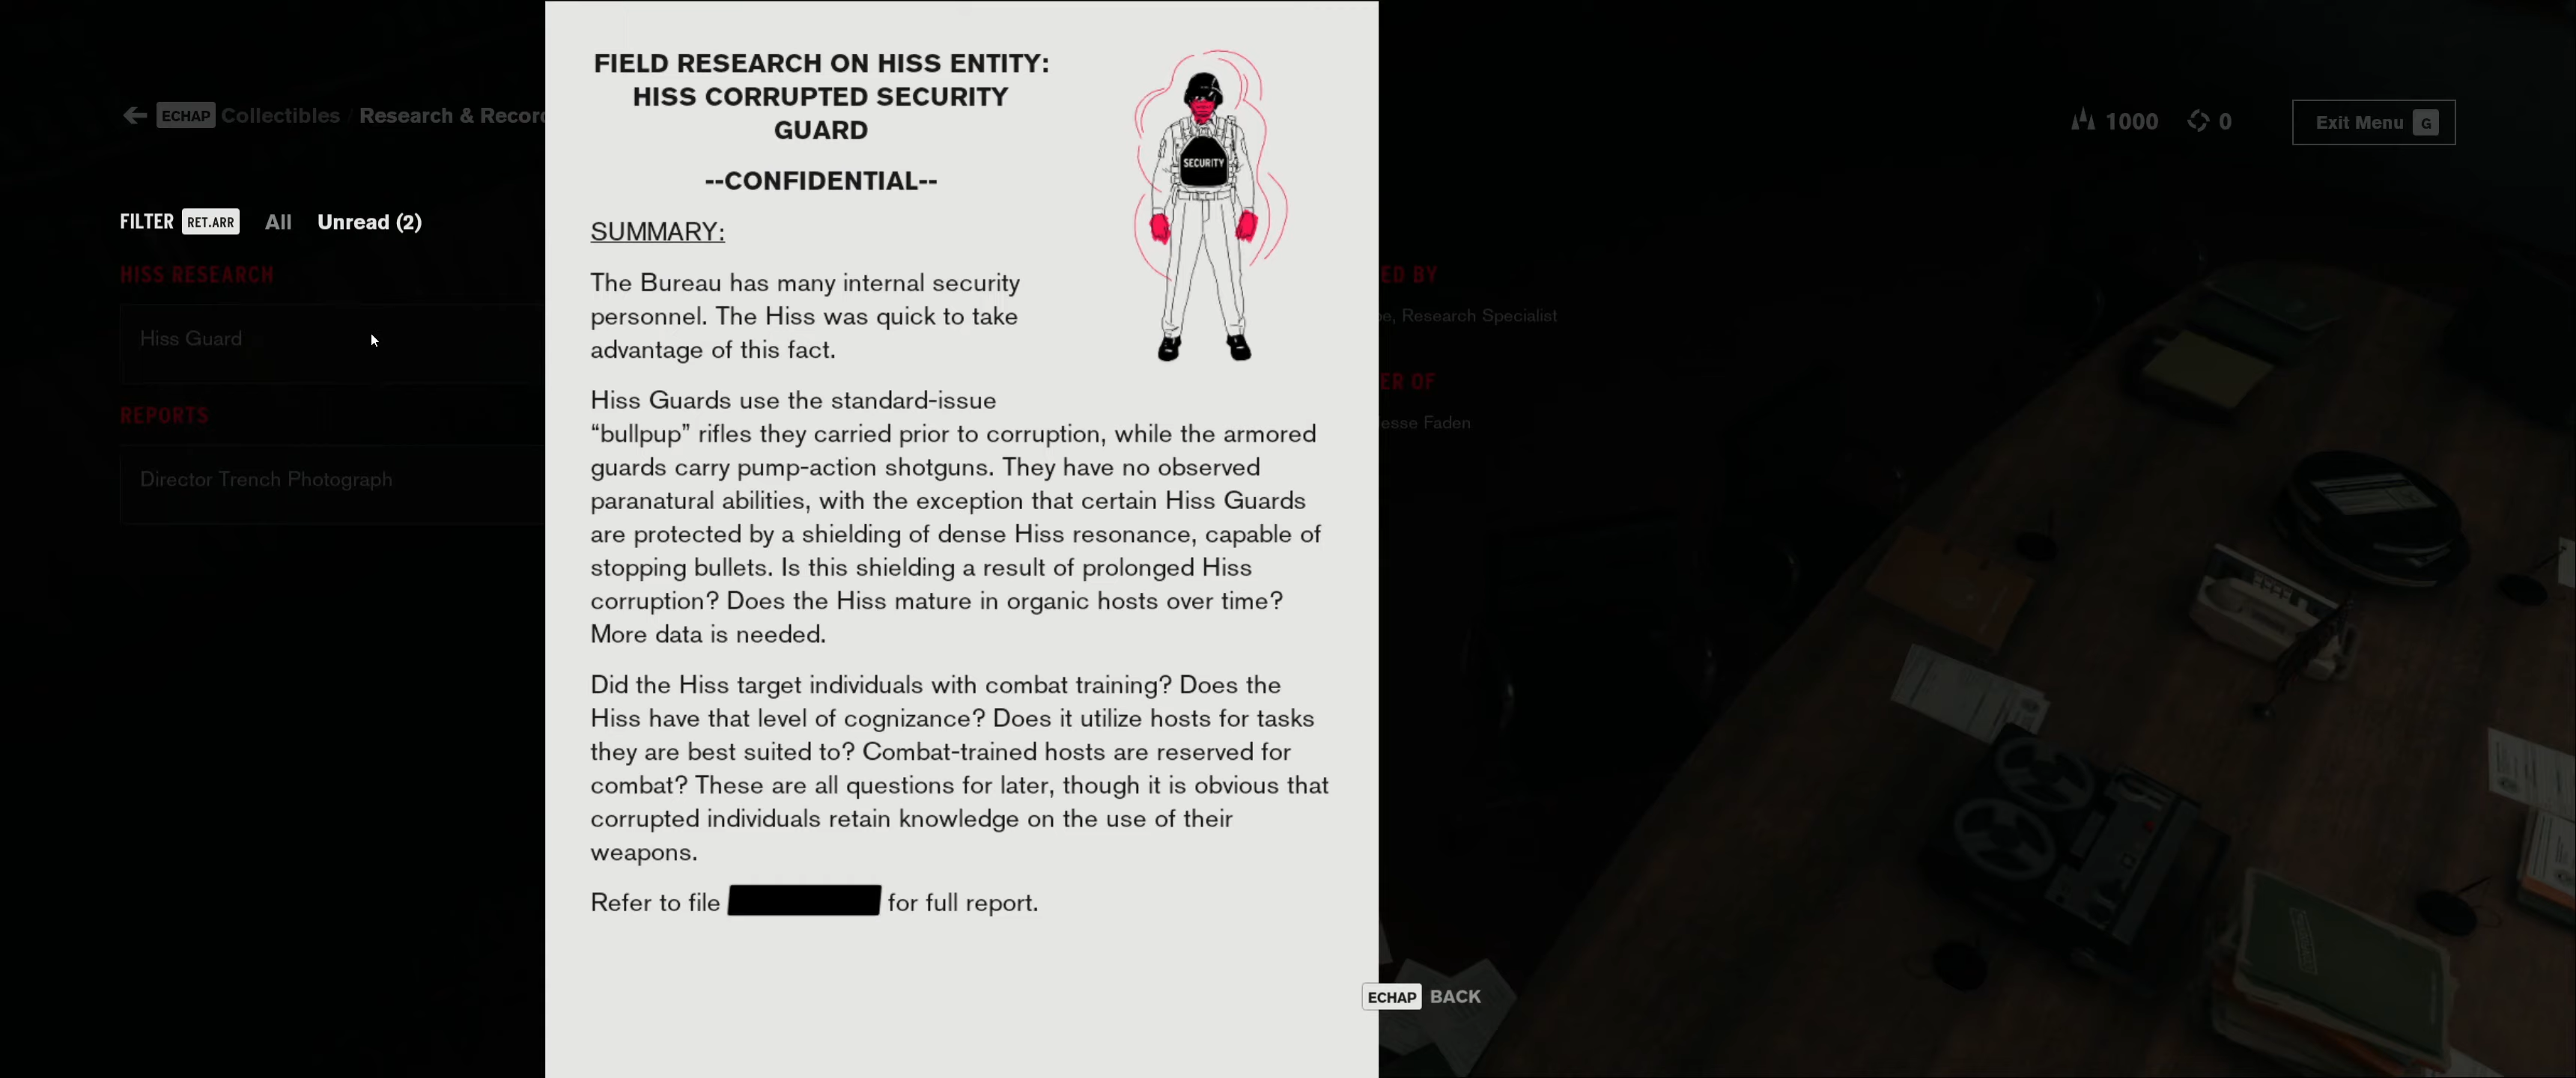 ECHAP Collectibles / Research & Record
1000 0 Exit Menu G
FILTER RET.ARR All Unread (2)
HISS RESEARCH
Hiss Guard
REPORTS
Director Trench Photograph
FIELD RESEARCH ON HISS ENTITY:
HISS CORRUPTED SECURITY
GUARD
--CONFIDENTIAL--
SECURITY
SUMMARY:
The Bureau has many internal security
personnel. The Hiss was quick to take
advantage of this fact.
Hiss Guards use the standard-issue
“bullpup” rifles they carried prior to corruption, while the armored
guards carry pump-action shotguns. They have no observed
paranatural abilities, with the exception that certain Hiss Guards
are protected by a shielding of dense Hiss resonance, capable of
stopping bullets. Is this shielding a result of prolonged Hiss
corruption? Does the Hiss mature in organic hosts over time?
More data is needed.
Did the Hiss target individuals with combat training? Does the
Hiss have that level of cognizance? Does it utilize hosts for tasks
they are best suited to? Combat-trained hosts are reserved for
combat? These are all questions for later, though it is obvious that
corrupted individuals retain knowledge on the use of their
weapons.
Refer to file for full report.
ED BY
pe, Research Specialist
ER OF
esse Faden
ECHAP BACK